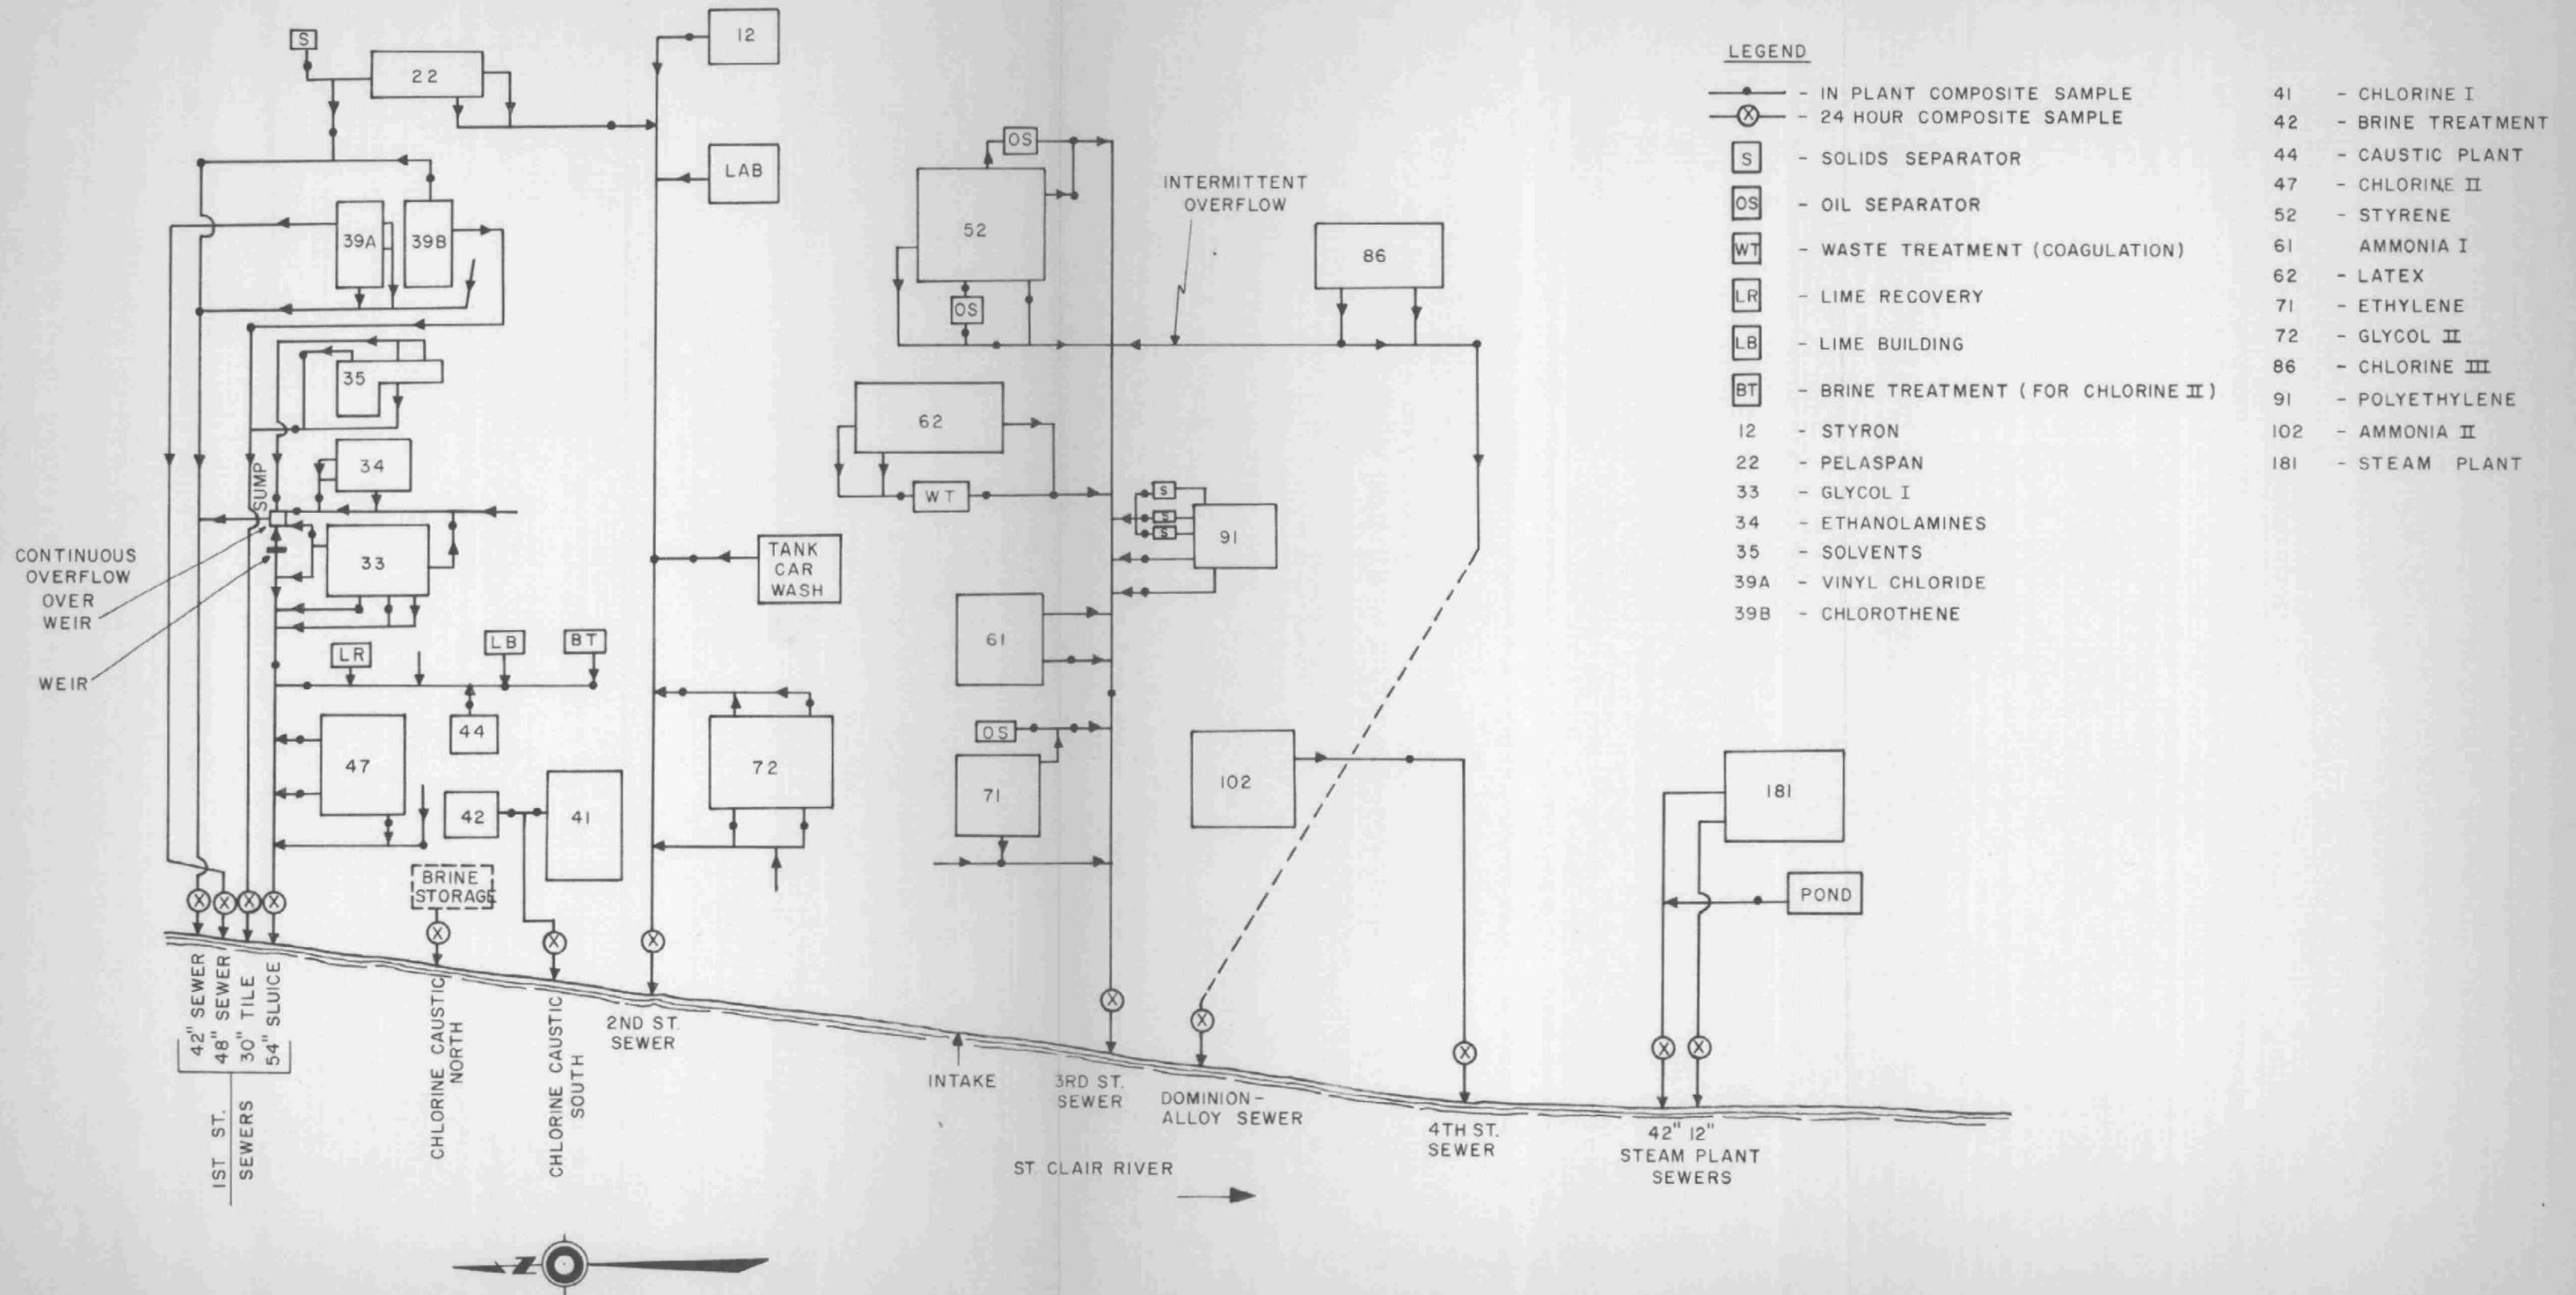 S
22
12
LAB
39A
39B
35
34
SUMP
33
CONTINUOUS
OVERFLOW
OVER
WEIR
WEIR
LR
LB
BT
44
47
42
41
BRINE
STORAGE
TANK
CAR
WASH
72
OS
52
OS
INTERMITTENT
OVERFLOW
86
62
WT
S
S
S
91
61
OS
71
102
181
POND
42" SEWER
48" SEWER
30" TILE
54" SLUICE
1ST ST.
SEWERS
CHLORINE CAUSTIC
NORTH
CHLORINE CAUSTIC
SOUTH
2ND ST.
SEWER
INTAKE
3RD ST.
SEWER
DOMINION-
ALLOY SEWER
4TH ST.
SEWER
42" 12"
STEAM PLANT
SEWERS
ST. CLAIR RIVER
N
LEGEND
- IN PLANT COMPOSITE SAMPLE
X - 24 HOUR COMPOSITE SAMPLE
S - SOLIDS SEPARATOR
OS - OIL SEPARATOR
WT - WASTE TREATMENT (COAGULATION)
LR - LIME RECOVERY
LB - LIME BUILDING
BT - BRINE TREATMENT (FOR CHLORINE II)
12 - STYRON
22 - PELASPAN
33 - GLYCOL I
34 - ETHANOLAMINES
35 - SOLVENTS
39A - VINYL CHLORIDE
39B - CHLOROTHENE
41 - CHLORINE I
42 - BRINE TREATMENT
44 - CAUSTIC PLANT
47 - CHLORINE II
52 - STYRENE
61 AMMONIA I
62 - LATEX
71 - ETHYLENE
72 - GLYCOL II
86 - CHLORINE III
91 - POLYETHYLENE
102 - AMMONIA II
181 - STEAM PLANT